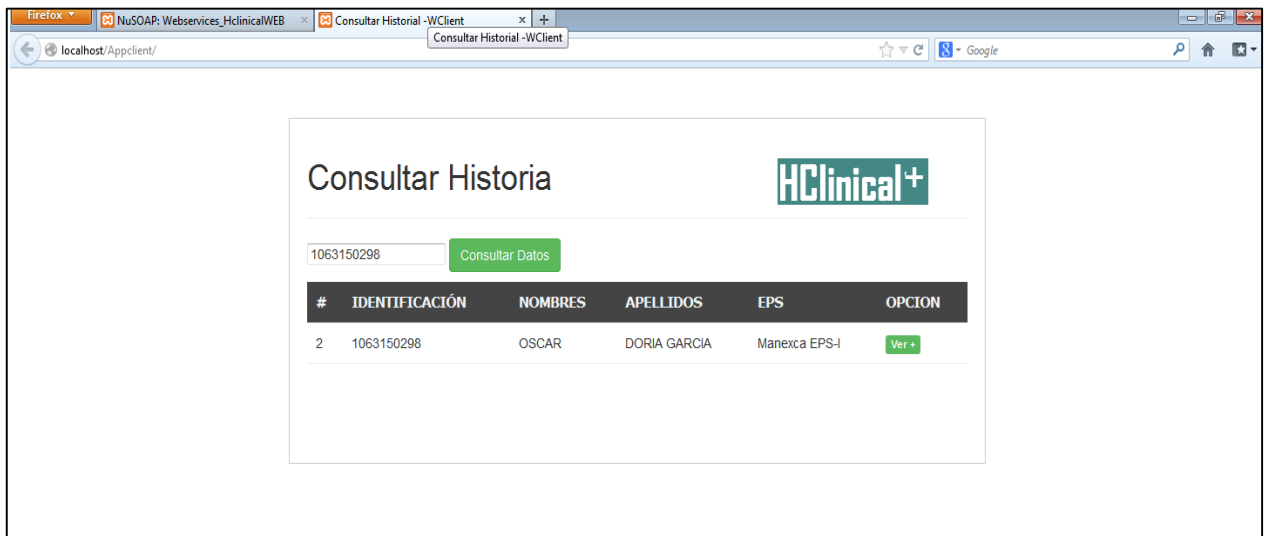 Firefox
NuSOAP: Webservices_HclinicalWEB
Consultar Historial -WClient
Consultar Historial -WClient
localhost/Appclient/
Google
Consultar Historia
HClinical+
1063150298
Consultar Datos
# IDENTIFICACIÓN NOMBRES APELLIDOS EPS OPCION
2 1063150298 OSCAR DORIA GARCIA Manexca EPS-I Ver +